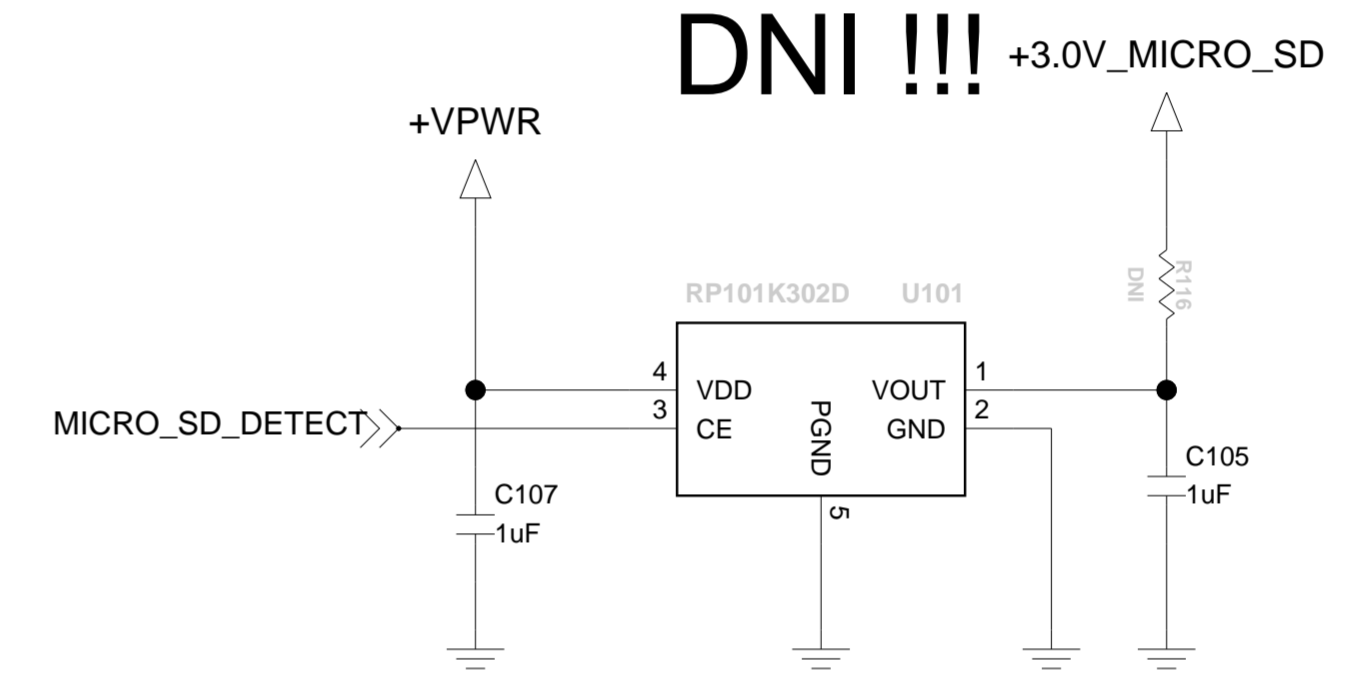 DNI !!!
+3.0V_MICRO_SD
+VPWR
RP101K302D
U101
DNI
R116
4
VDD
VOUT
1
MICRO_SD_DETECT
3
CE
PGND
GND
2
C105
1uF
C107
1uF
5